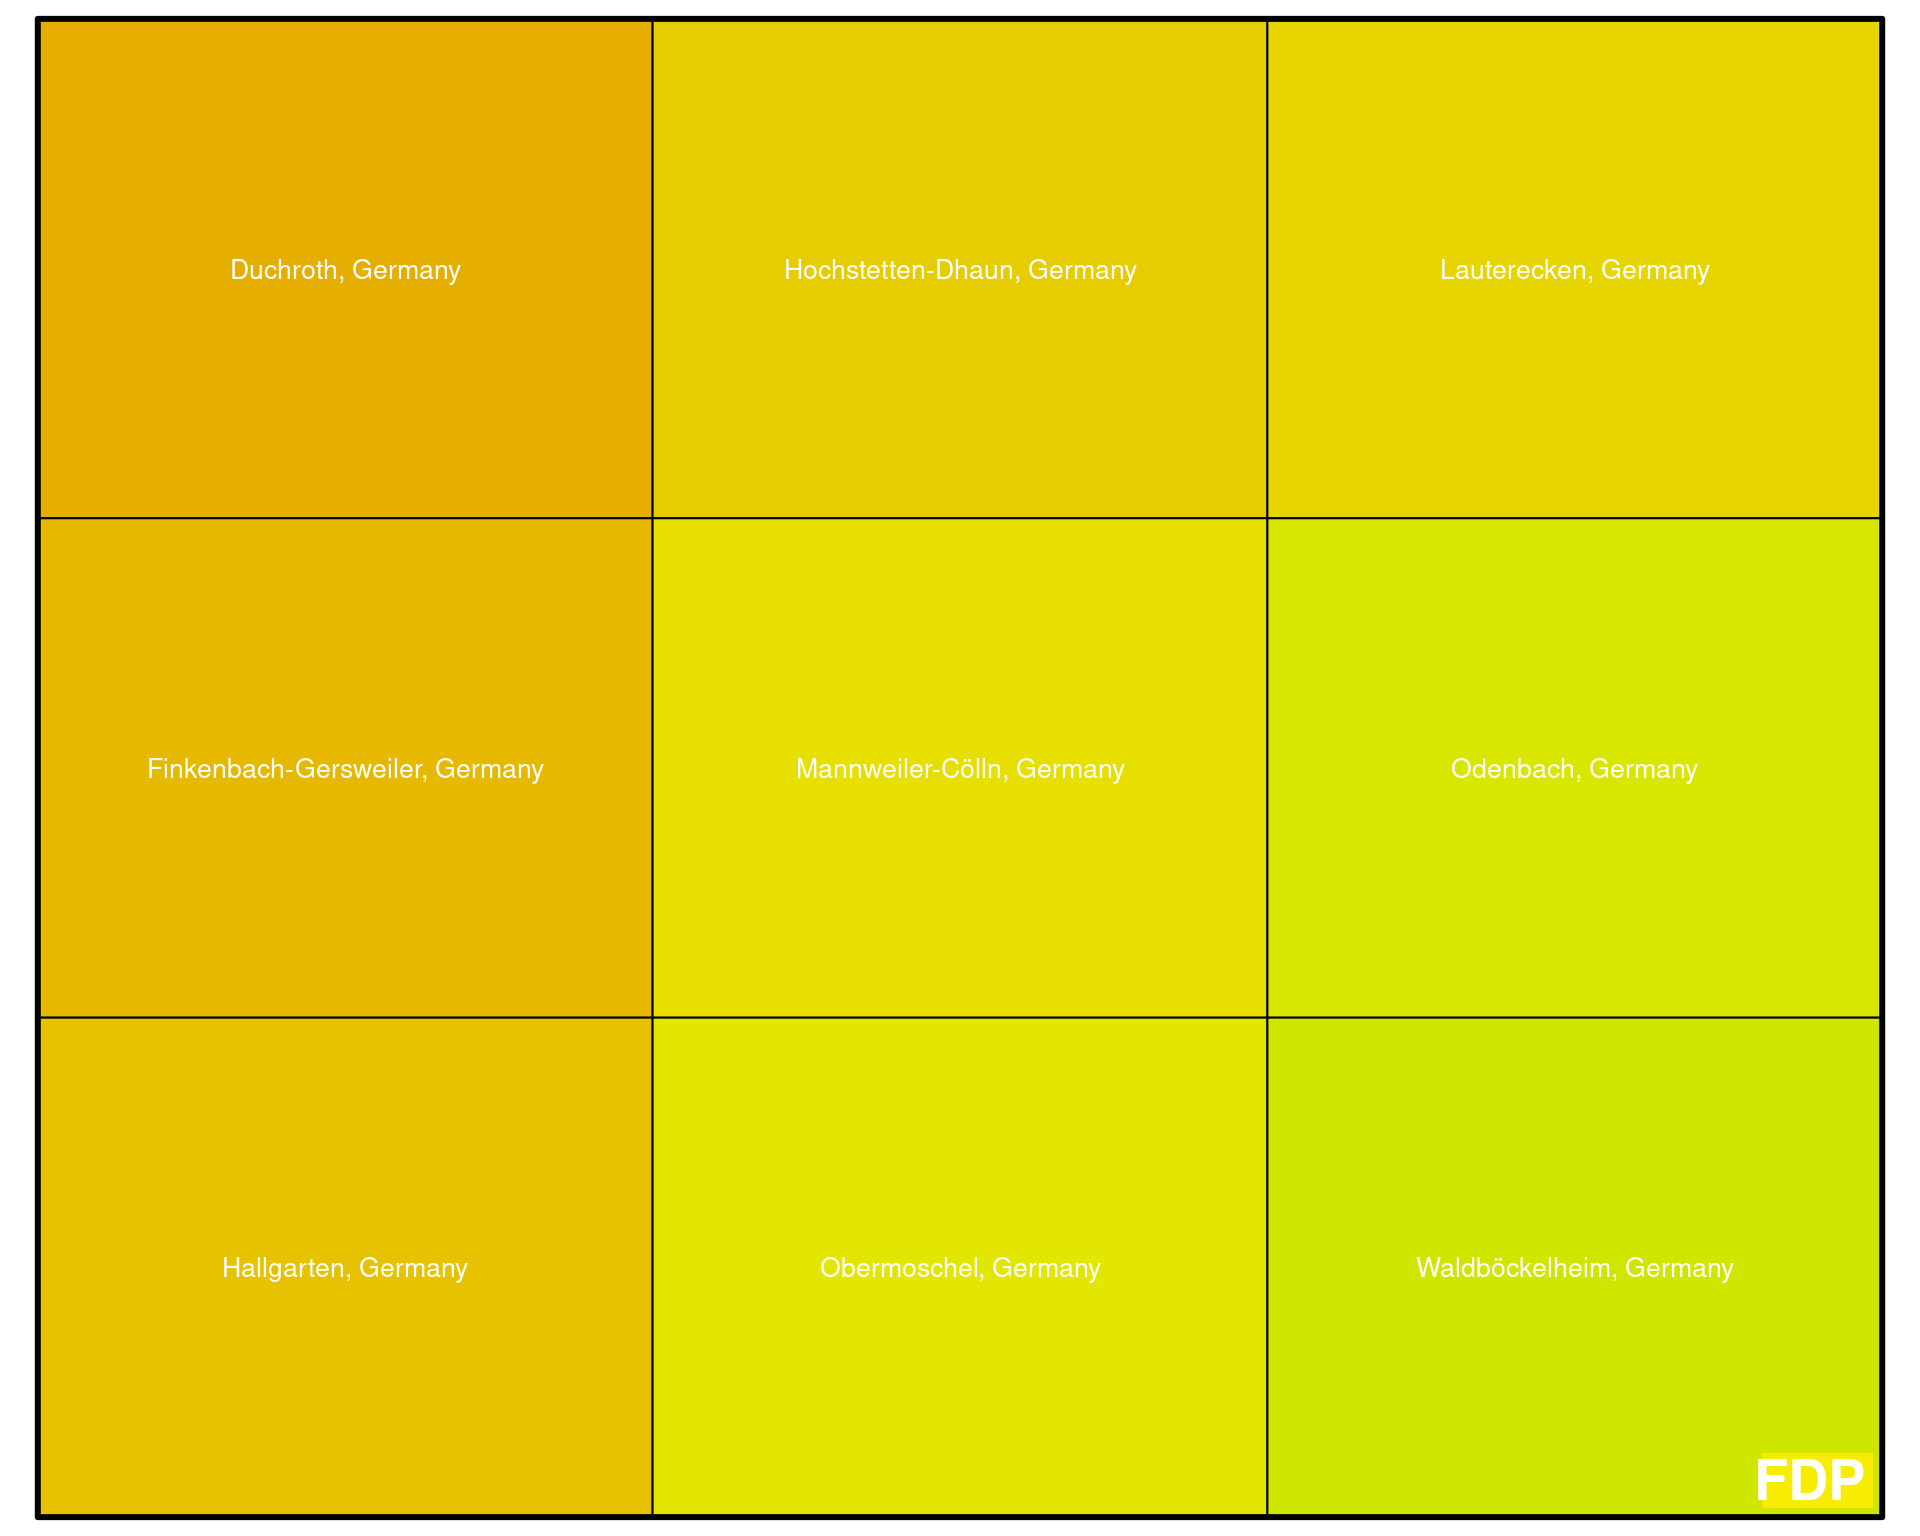 Duchroth, Germany
Hochstetten-Dhaun, Germany
Lauterecken, Germany
Finkenbach-Gersweiler, Germany
Mannweiler-Cölln, Germany
Odenbach, Germany
Hallgarten, Germany
Obermoschel, Germany
Waldböckelheim, Germany
FDP